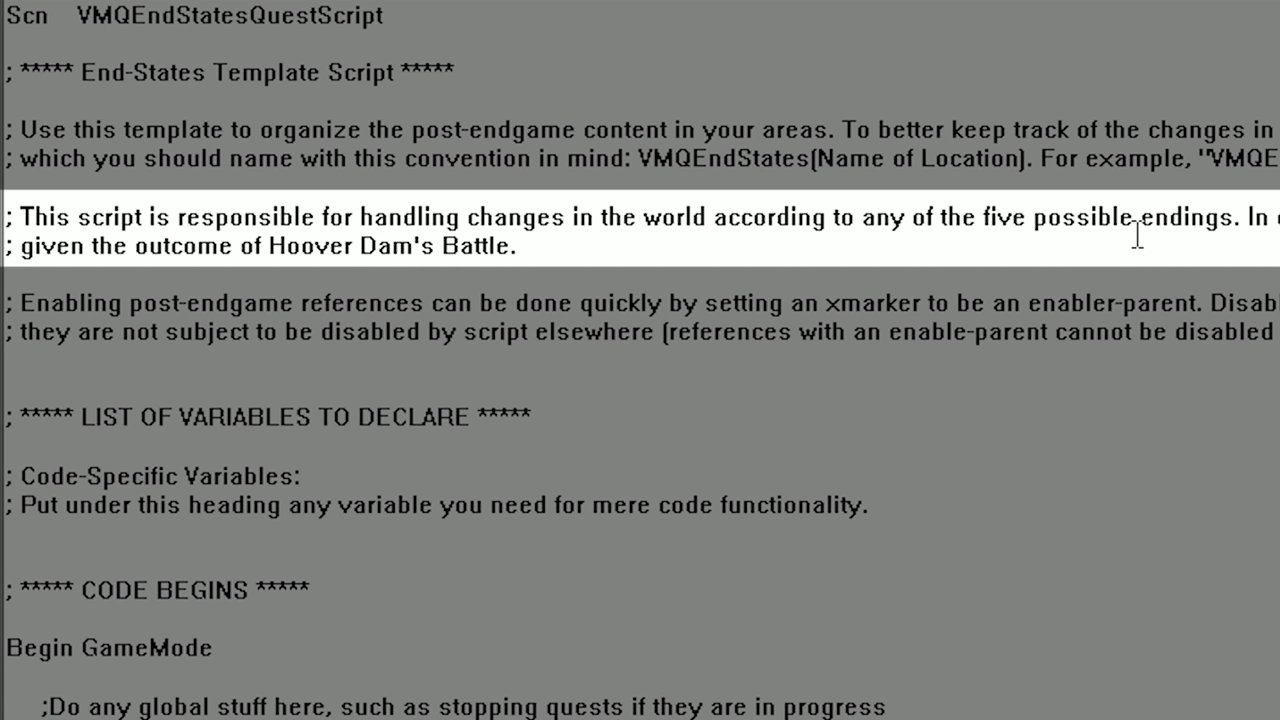 Scn VMQEndStatesQuestScript
; ***** End-States Template Script *****
; Use this template to organize the post-endgame content in your areas. To better keep track of the changes in
; which you should name with this convention in mind: VMQEndStates(Name of Location). For example, "VMQE
; This script is responsible for handling changes in the world according to any of the five possible endings. In
; given the outcome of Hoover Dam's Battle.
; Enabling post-endgame references can be done quickly by setting an xmarker to be an enabler-parent. Disab
; they are not subject to be disabled by script elsewhere (references with an enable-parent cannot be disabled
; ***** LIST OF VARIABLES TO DECLARE *****
; Code-Specific Variables:
; Put under this heading any variable you need for mere code functionality.
; ***** CODE BEGINS *****
Begin GameMode
;Do any global stuff here, such as stopping quests if they are in progress